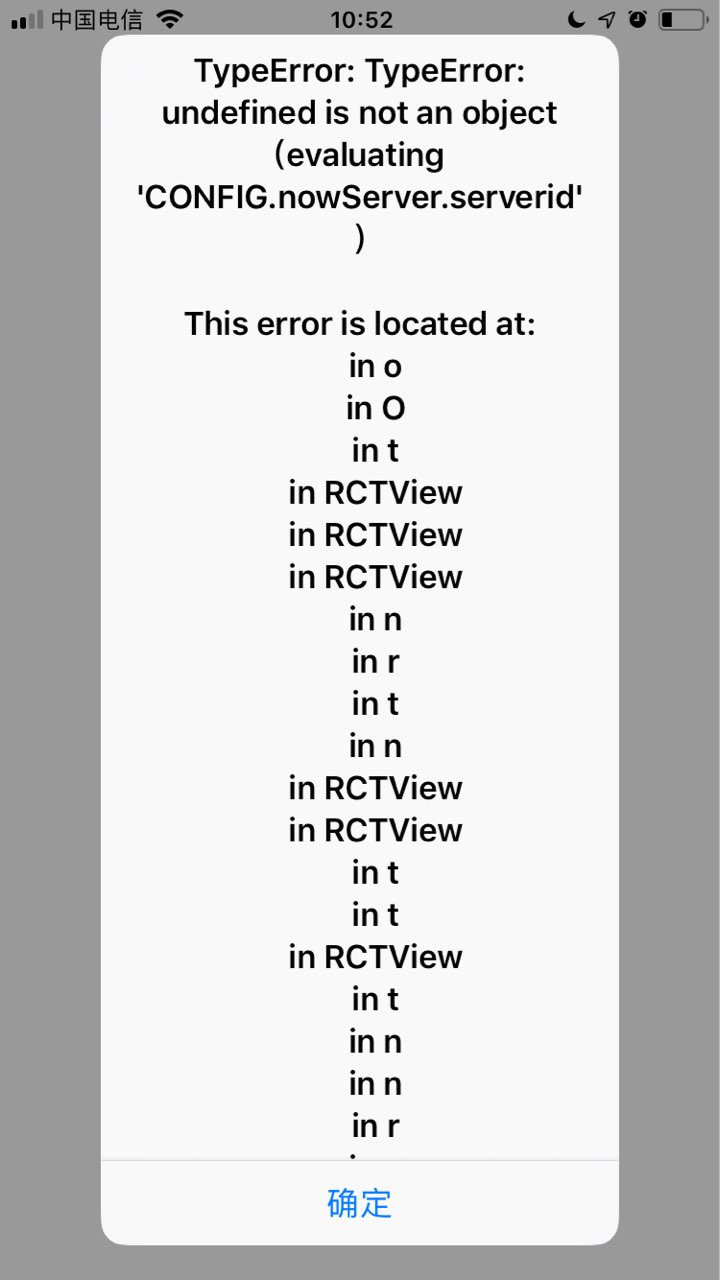 中国电信
10:52
TypeError: TypeError:
undefined is not an object
(evaluating
'CONFIG.nowServer.serverid'
)
This error is located at:
in o
in O
in t
in RCTView
in RCTView
in RCTView
in n
in r
in t
in n
in RCTView
in RCTView
in t
in t
in RCTView
in t
in n
in n
in r
确定